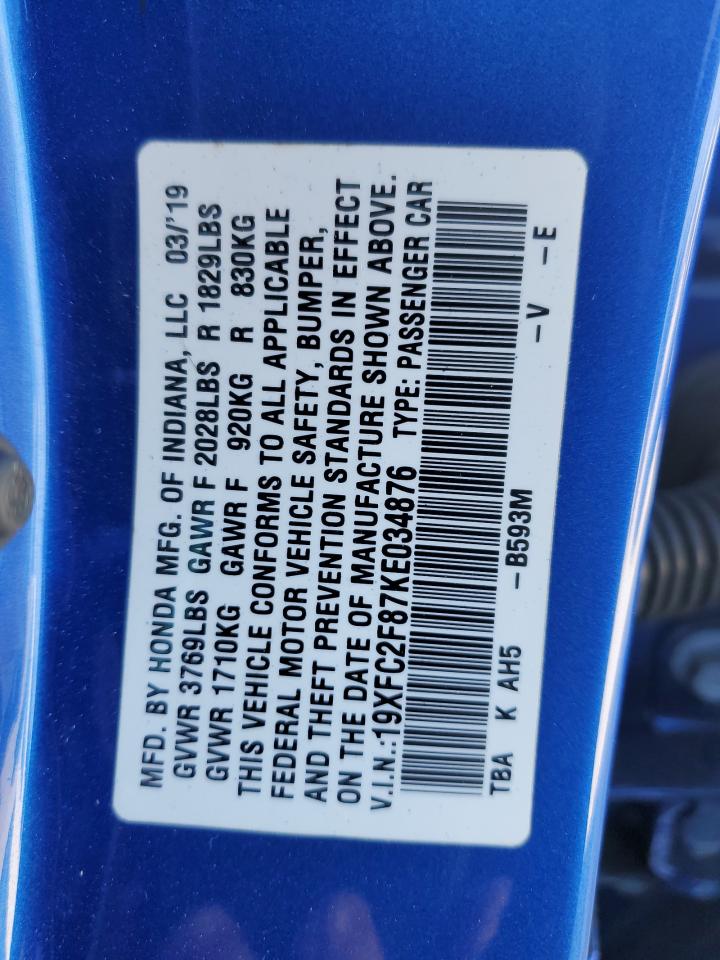 MFD. BY HONDA MFG. OF INDIANA, LLC 03/'19
GVWR 3769LBS GAWR F 2028LBS R 1829LBS
GVWR 1710KG GAWR F 920KG R 830KG
THIS VEHICLE CONFORMS TO ALL APPLICABLE
FEDERAL MOTOR VEHICLE SAFETY, BUMPER,
AND THEFT PREVENTION STANDARDS IN EFFECT
ON THE DATE OF MANUFACTURE SHOWN ABOVE.
V.I.N.:19XFC2F87KE034876 TYPE: PASSENGER CAR
TBA K AH5 -B593M -V -E